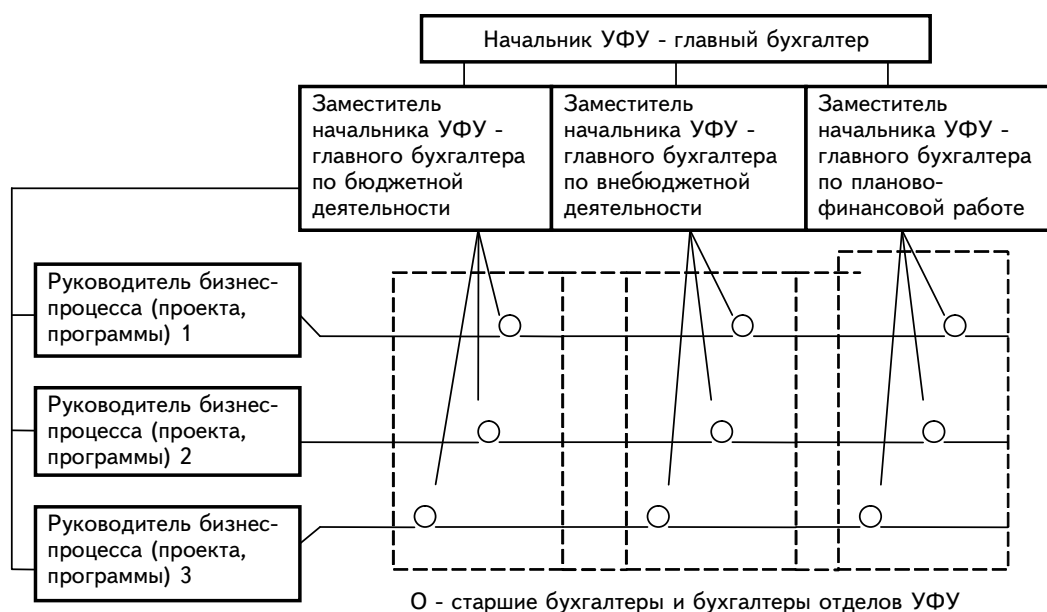 Начальник УФУ - главный бухгалтер
Заместитель
начальника УФУ -
главного бухгалтера
по бюджетной
деятельности
Заместитель
начальника УФУ -
главного бухгалтера
по внебюджетной
деятельности
Заместитель
начальника УФУ -
главного бухгалтера
по планово-
финансовой работе
Руководитель бизнес-
процесса (проекта,
программы) 1
Руководитель бизнес-
процесса (проекта,
программы) 2
Руководитель бизнес-
процесса (проекта,
программы) 3
О - старшие бухгалтеры и бухгалтеры отделов УФУ